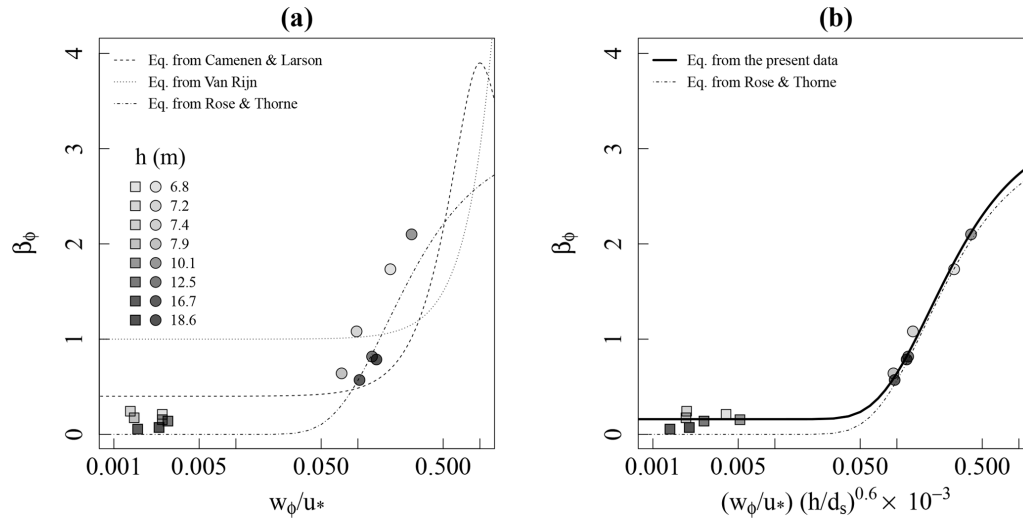 (a)
Eq. from Camenen & Larson
Eq. from Van Rijn
Eq. from Rose & Thorne
h (m)
6.8
7.2
7.4
7.9
10.1
12.5
16.7
18.6
βϕ
4
3
2
1
0
0.001
0.005
0.050
0.500
wϕ/u*
(b)
Eq. from the present data
Eq. from Rose & Thorne
βϕ
4
3
2
1
0
0.001
0.005
0.050
0.500
(wϕ/u*) (h/ds)^0.6 × 10^−3